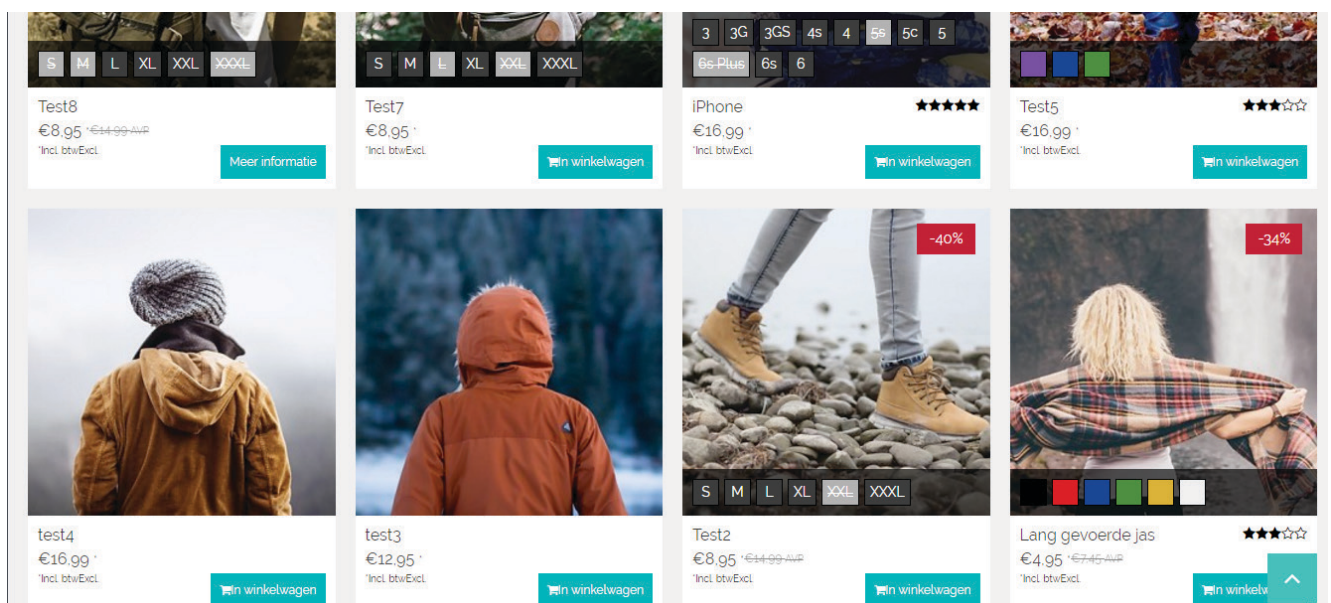 S M L XL XXL XXXL
Test8
€8,95 *€14,99 AVP
*Incl. btwExcl.
Meer informatie
S M L XL XXL XXXL
Test7
€8,95 *
*Incl. btwExcl.
In winkelwagen
3 3G 3GS 4s 4 5s 5c 5
6s Plus 6s 6
iPhone
€16,99 *
*Incl. btwExcl.
In winkelwagen
Test5
€16,99 *
*Incl. btwExcl.
In winkelwagen
test4
€16,99 *
*Incl. btwExcl.
In winkelwagen
test3
€12,95 *
*Incl. btwExcl.
In winkelwagen
-40%
S M L XL XXL XXXL
Test2
€8,95 *€14,99 AVP
*Incl. btwExcl.
In winkelwagen
-34%
Lang gevoerde jas
€4,95 *€7,45 AVP
*Incl. btwExcl.
In winkelw